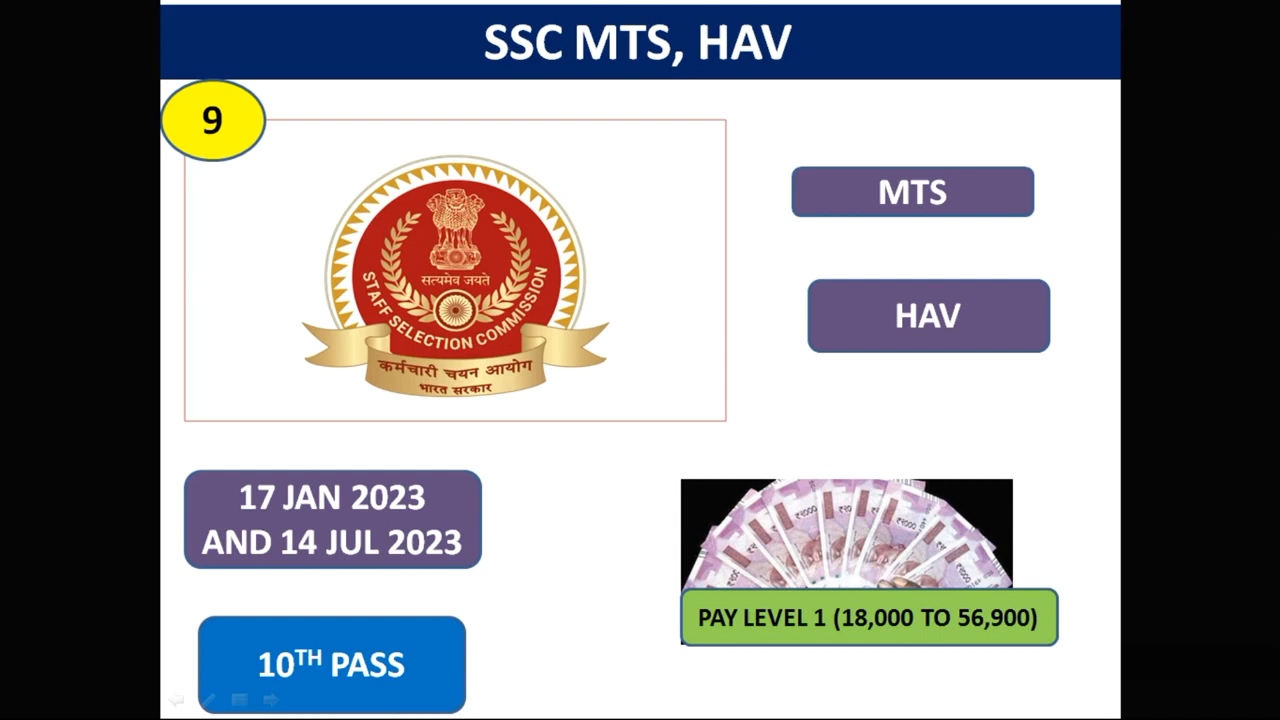 SSC MTS, HAV
9
MTS
HAV
सत्यमेव जयते
STAFF SELECTION COMMISSION
कर्मचारी चयन आयोग
भारत सरकार
17 JAN 2023
AND 14 JUL 2023
PAY LEVEL 1 (18,000 TO 56,900)
10TH PASS